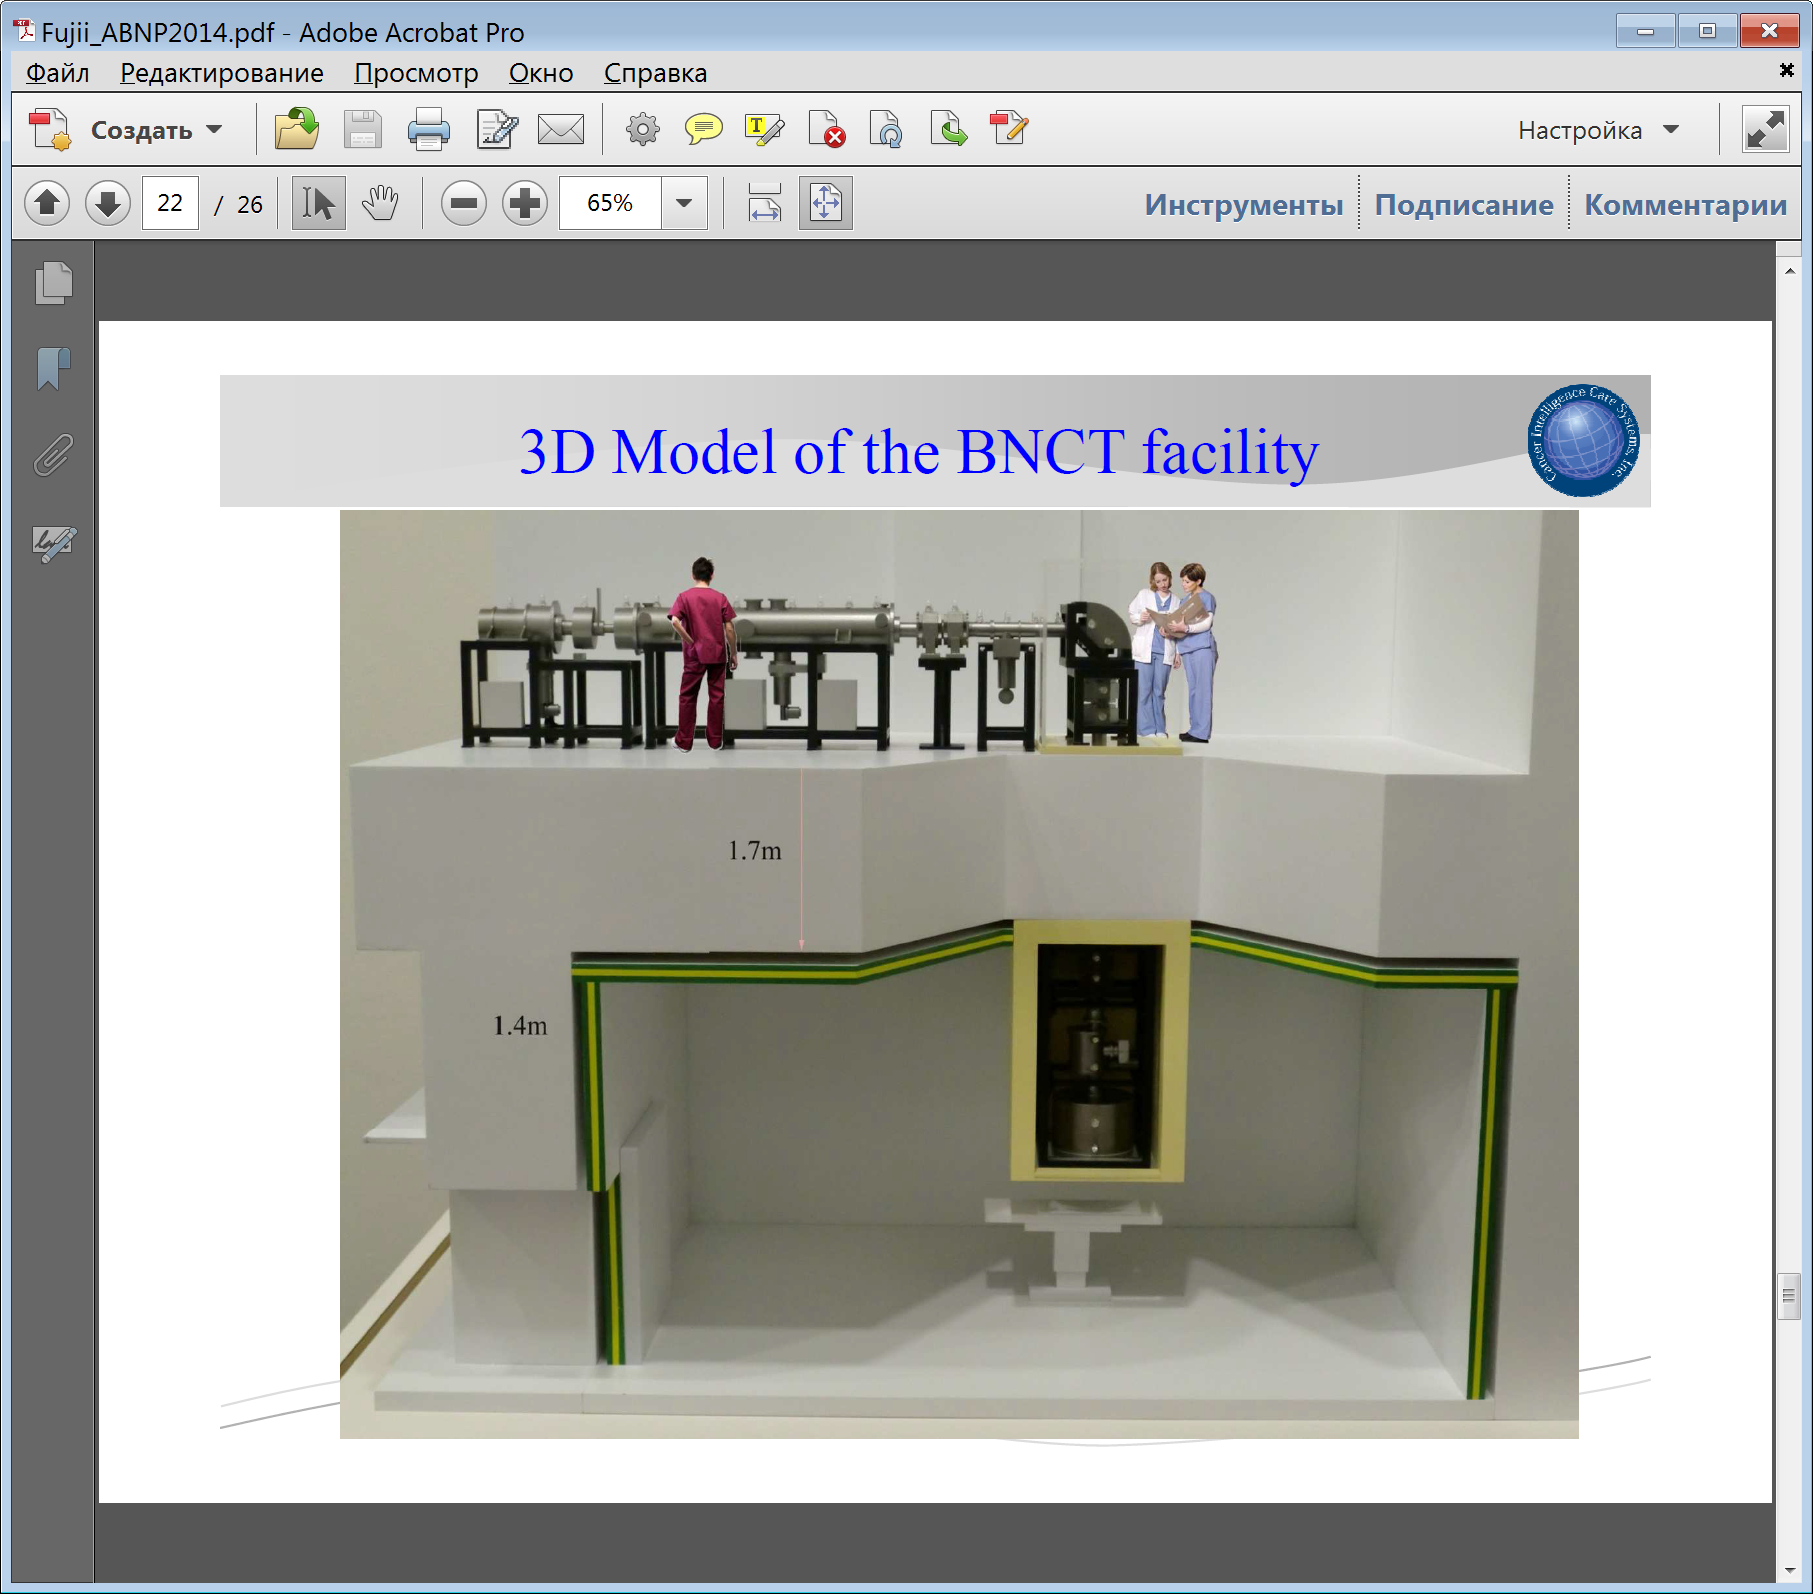 Fujii_ABNP2014.pdf - Adobe Acrobat Pro
Файл Редактирование Просмотр Окно Справка
Создать
Настройка
22 / 26
65%
Инструменты Подписание Комментарии
3D Model of the BNCT facility
Cancer Intelligence Care Systems, Inc.
1.7m
1.4m